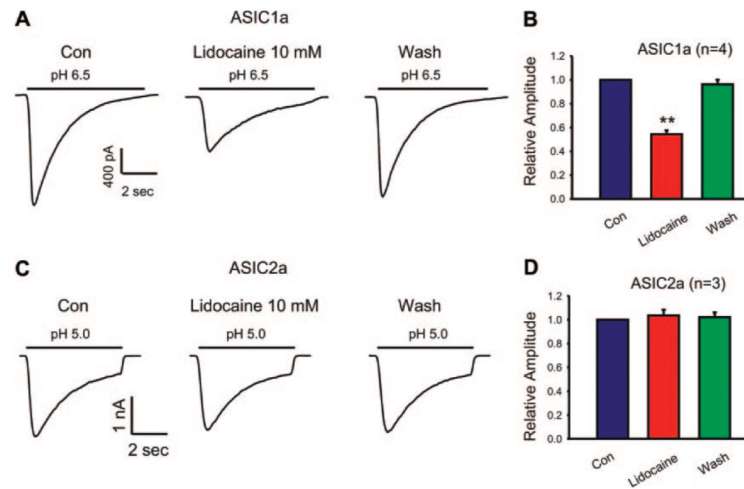 A
ASIC1a
Con
Lidocaine 10 mM
Wash
pH 6.5
pH 6.5
pH 6.5
400 pA
2 sec
B
ASIC1a (n=4)
Relative Amplitude
1.2
1.0
0.8
0.6
0.4
0.2
0.0
**
Con
Lidocaine
Wash
C
ASIC2a
Con
Lidocaine 10 mM
Wash
pH 5.0
pH 5.0
pH 5.0
1 nA
2 sec
D
ASIC2a (n=3)
Relative Amplitude
1.2
1.0
0.8
0.6
0.4
0.2
0.0
Con
Lidocaine
Wash